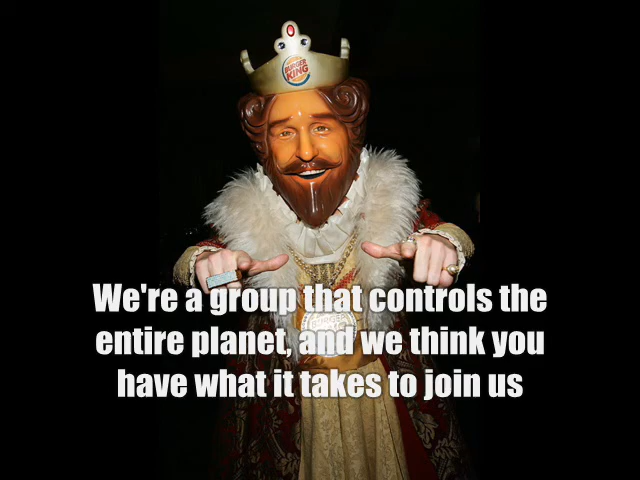 BURGER
KING
We're a group that controls the
entire planet, and we think you
have what it takes to join us